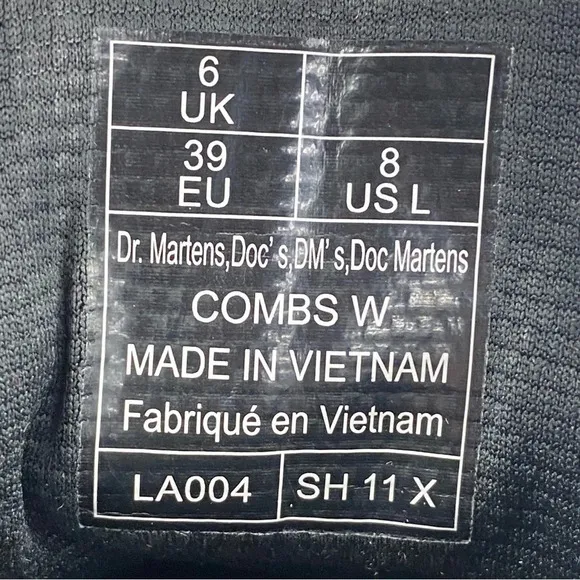 6
UK
39
EU
8
US L
Dr. Martens,Doc's,DM's,Doc Martens
COMBS W
MADE IN VIETNAM
Fabriqué en Vietnam
LA004 SH 11 X